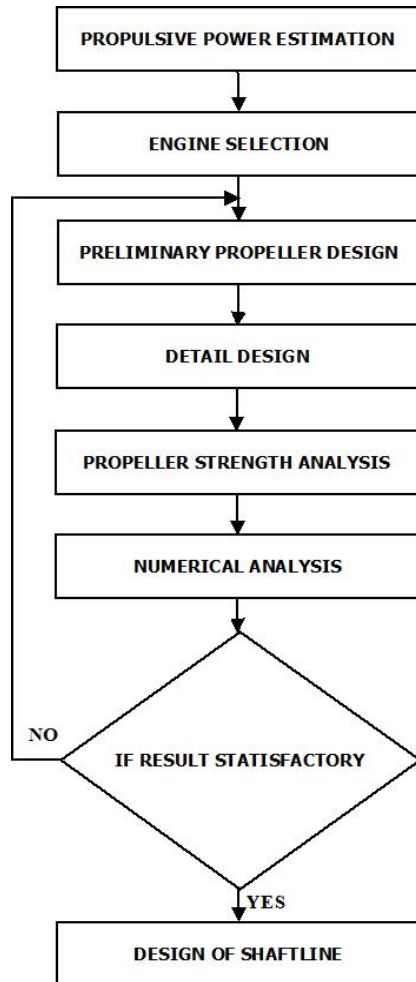 PROPULSIVE POWER ESTIMATION
ENGINE SELECTION
PRELIMINARY PROPELLER DESIGN
DETAIL DESIGN
PROPELLER STRENGTH ANALYSIS
NUMERICAL ANALYSIS
NO
IF RESULT STATISFACTORY
YES
DESIGN OF SHAFTLINE